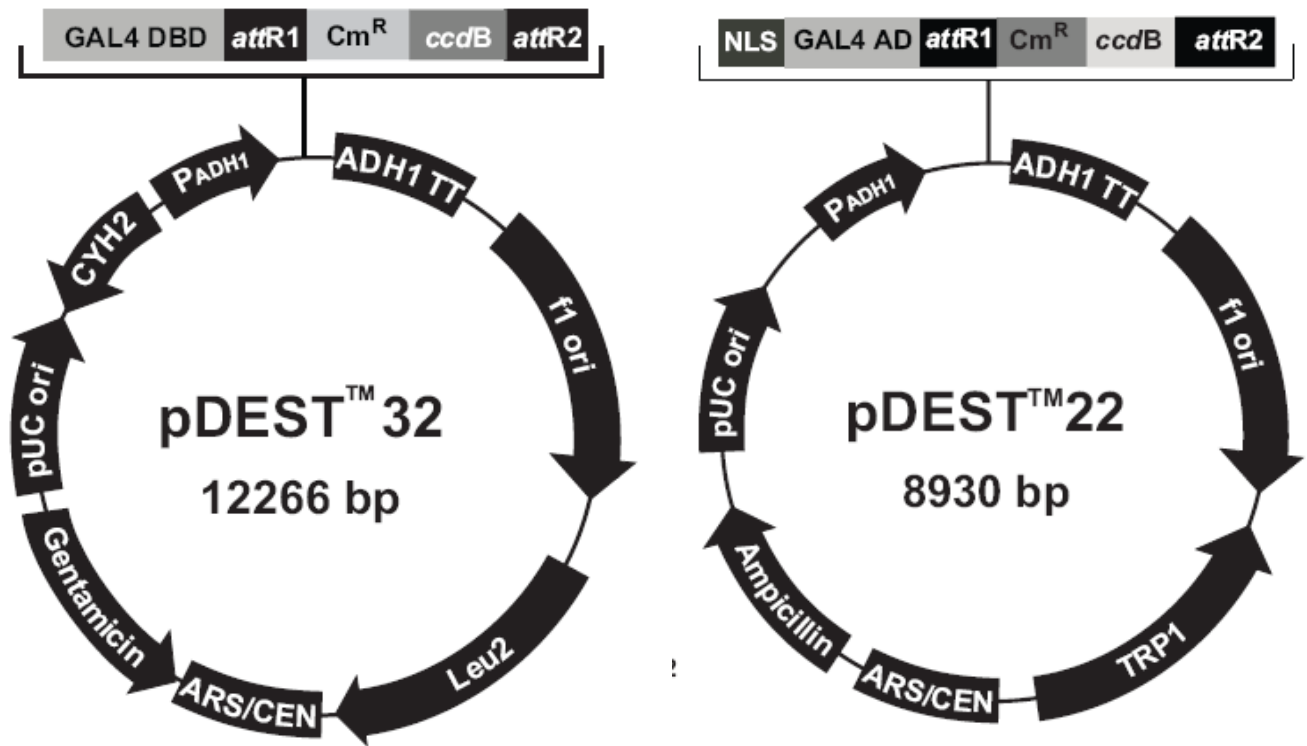 GAL4 DBD attR1 CmR ccdB attR2
PADH1
ADH1 TT
CYH2
f1 ori
pUC ori
pDEST™32
12266 bp
Gentamicin
Leu2
ARS/CEN
NLS GAL4 AD attR1 CmR ccdB attR2
PADH1
ADH1 TT
f1 ori
pUC ori
pDEST™22
8930 bp
Ampicillin
TRP1
ARS/CEN
2